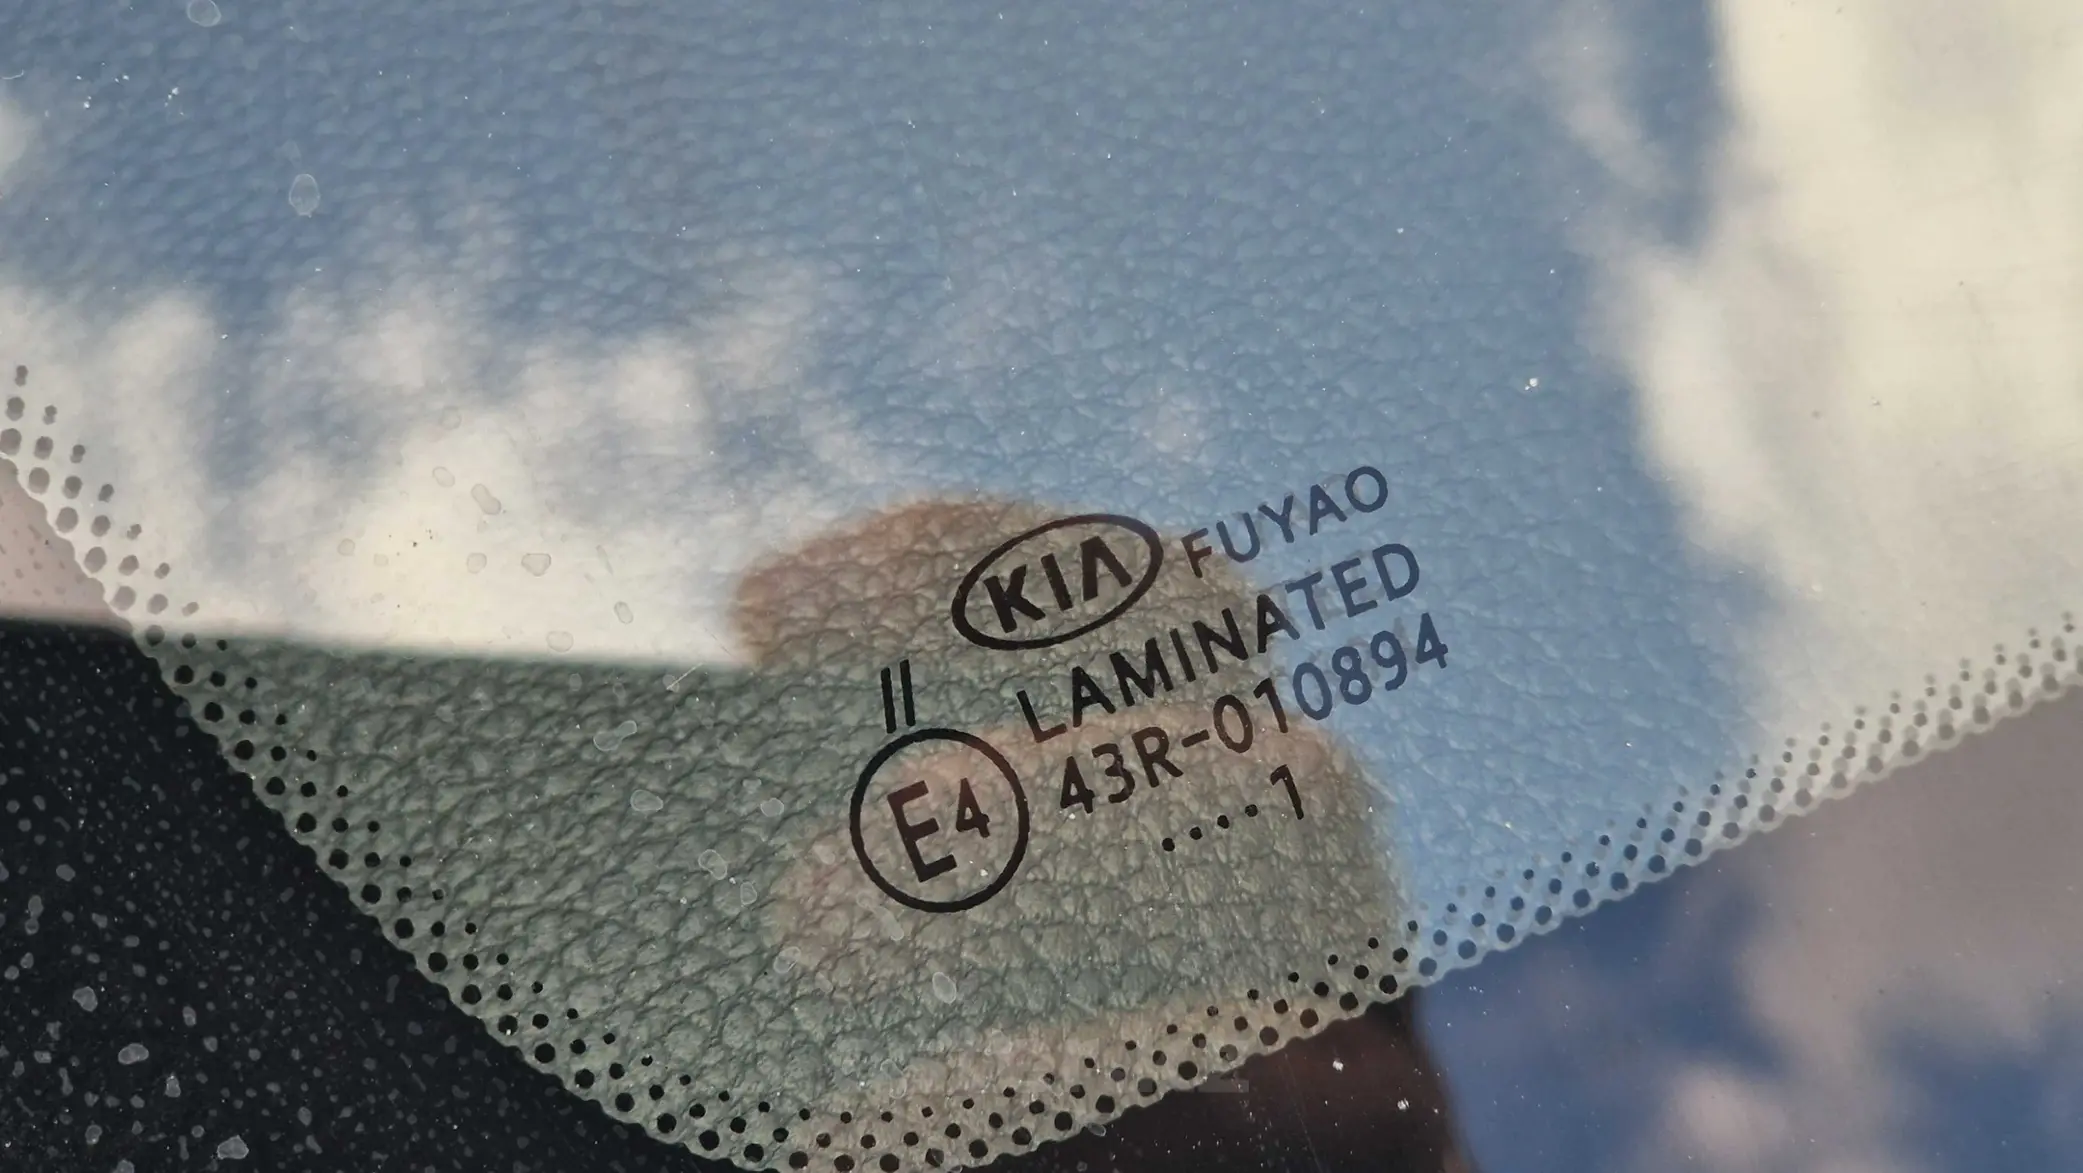 KIA FUYAO
LAMINATED
II
E4 43R-010894
....1